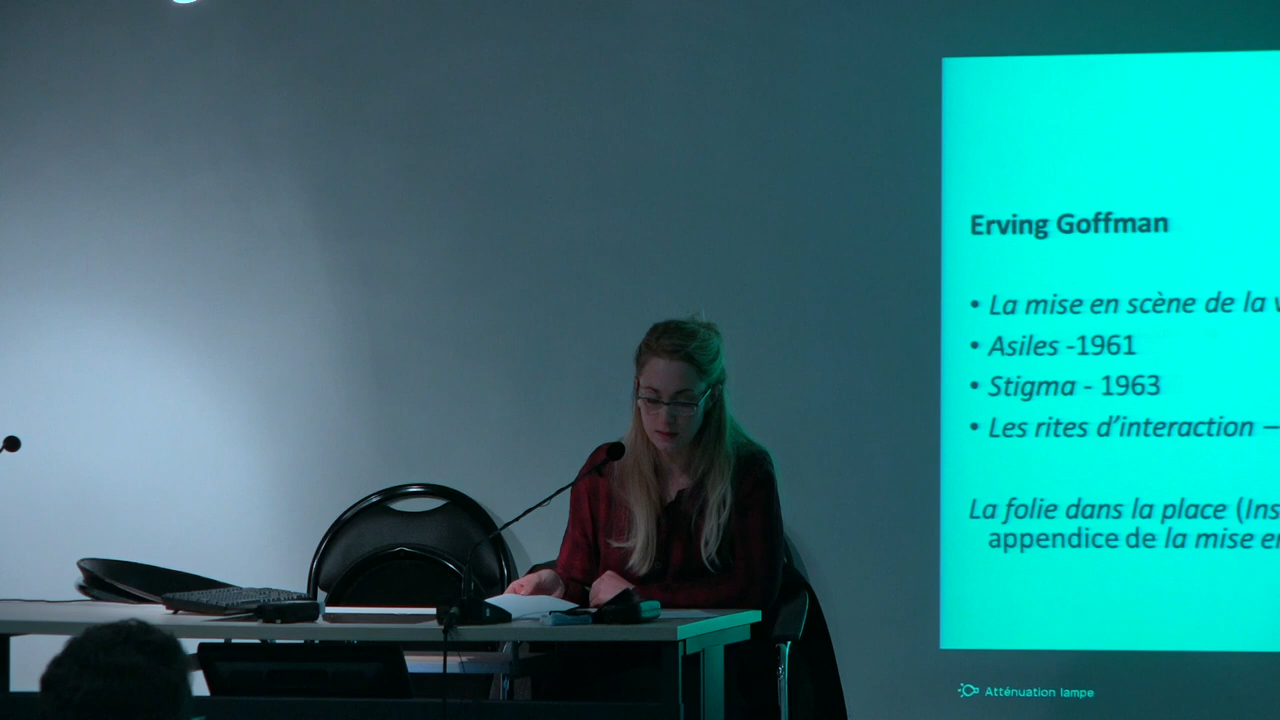 Erving Goffman
• La mise en scène de la
• Asiles -1961
• Stigma - 1963
• Les rites d'interaction –
La folie dans la place (Ins
appendice de la mise en
Atténuation lampe